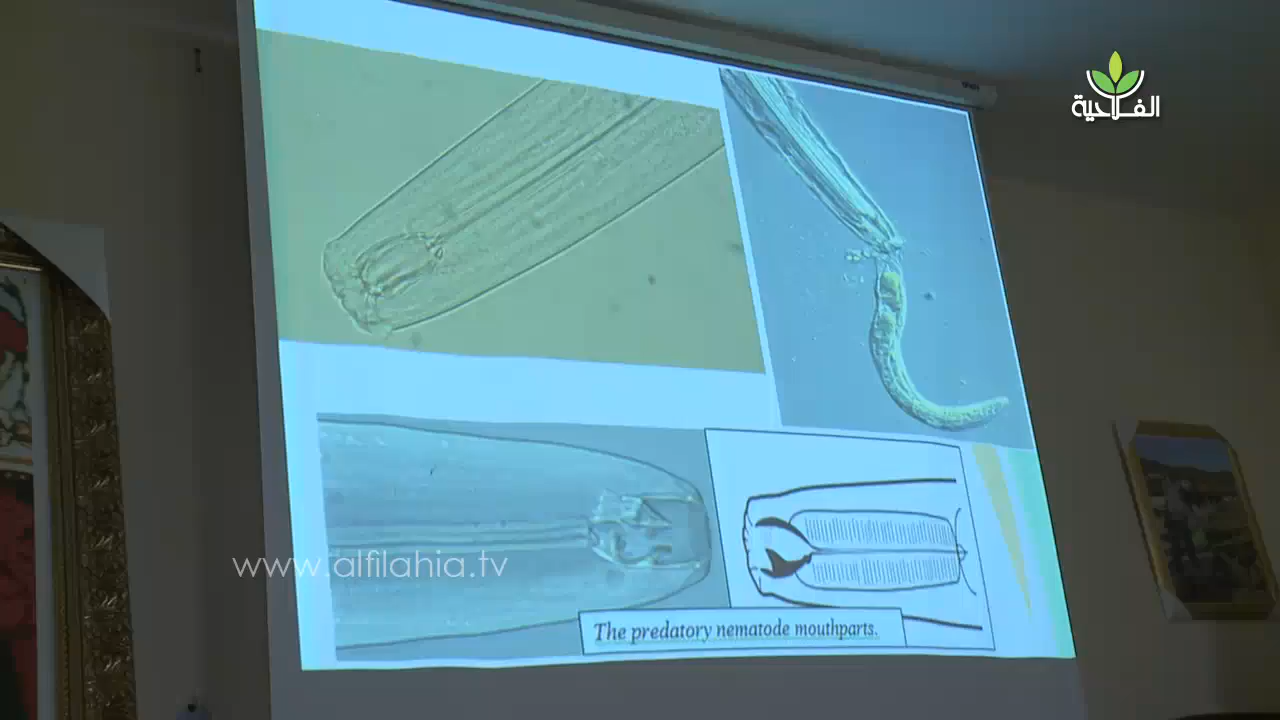 الفلاحية
www.alfilahia.tv
The predatory nematode mouthparts.